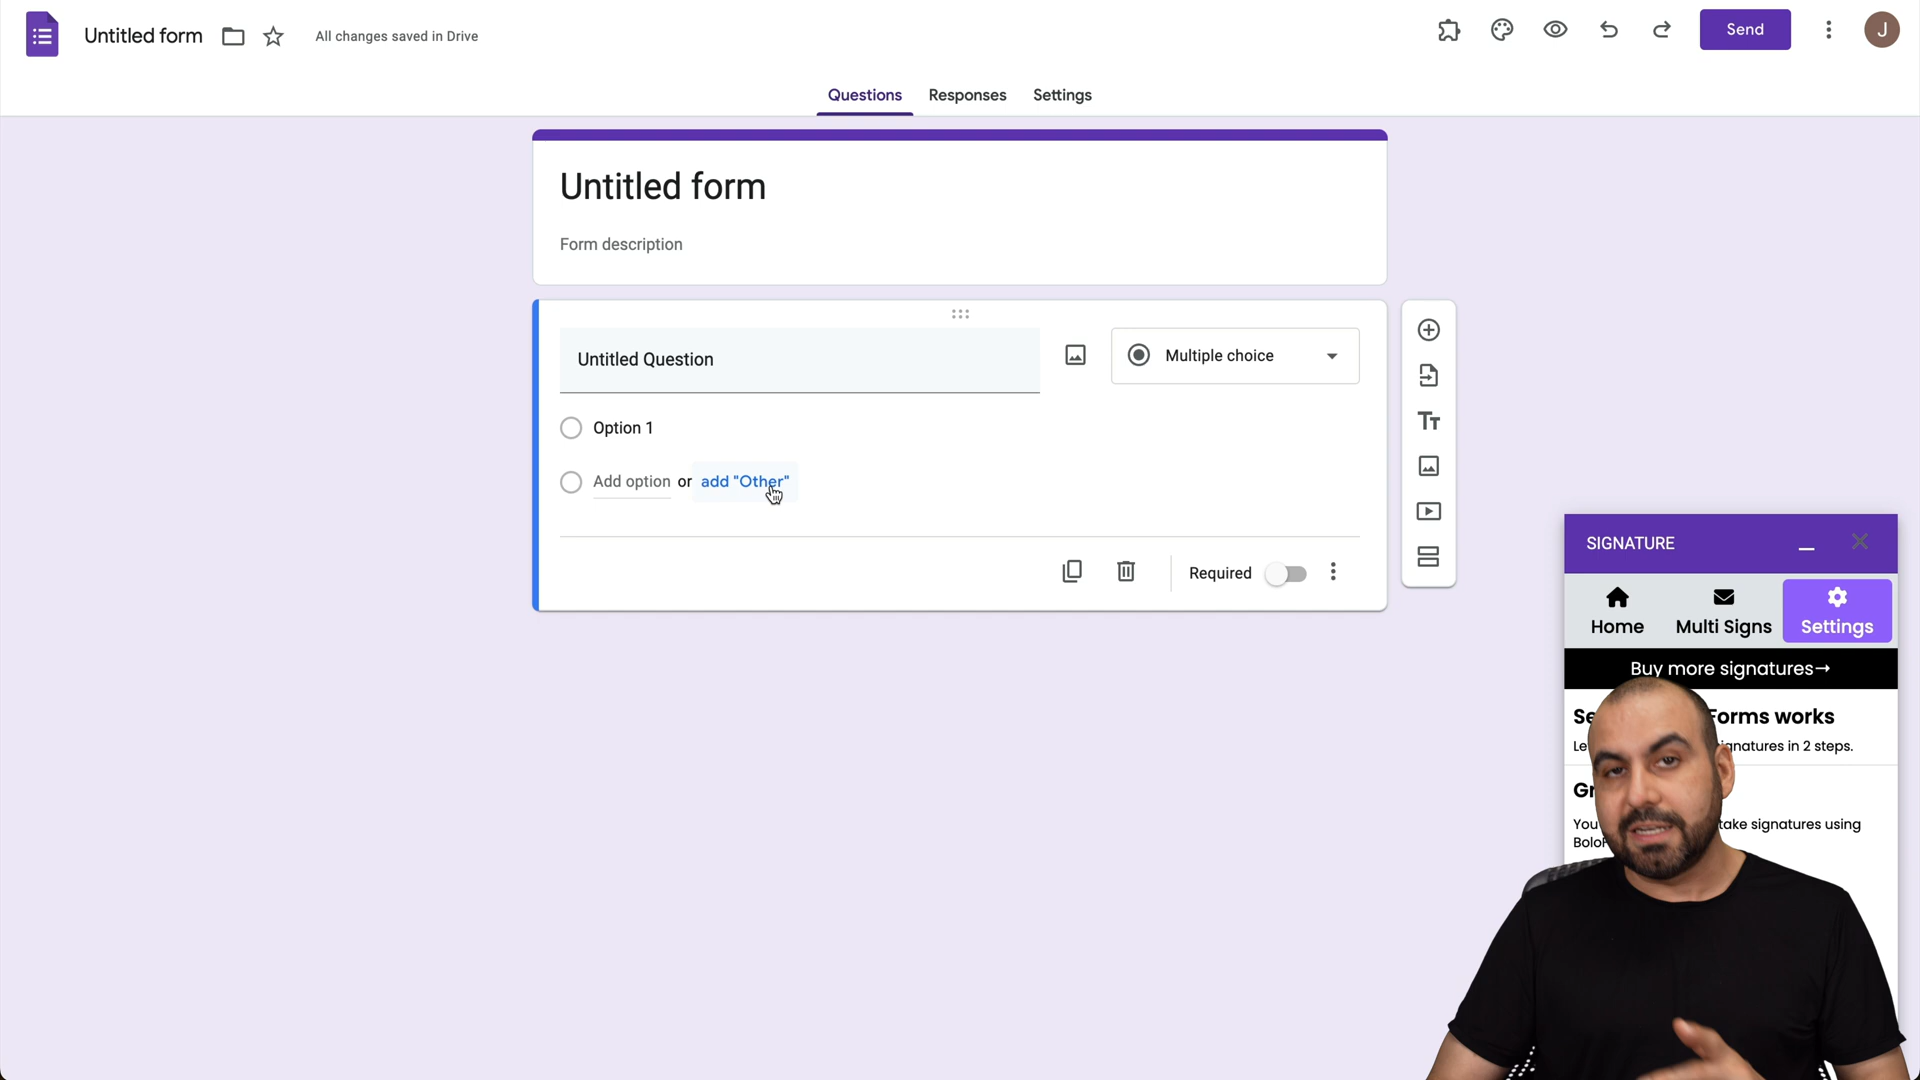 Untitled form
All changes saved in Drive
Send
J
Questions Responses Settings
Untitled form
Form description
Untitled Question
Multiple choice
Option 1
Add option or add "Other"
Required
SIGNATURE
Home Multi Signs Settings
Buy more signatures→
Forms works
ignatures in 2 steps.
You take signatures using